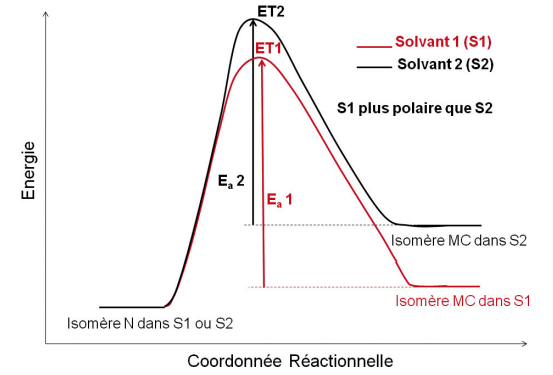 ET2
Solvant 1 (S1)
ET1
Solvant 2 (S2)
S1 plus polaire que S2
Energie
Ea 2
Ea 1
Isomère MC dans S2
Isomère MC dans S1
Isomère N dans S1 ou S2
Coordonnée Réactionnelle